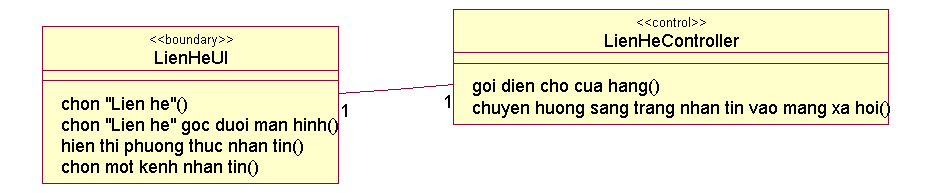 <<boundary>>
LienHeUI
chon "Lien he"()
chon "Lien he" goc duoi man hinh()
hien thi phuong thuc nhan tin()
chon mot kenh nhan tin()
1
1
<<control>>
LienHeController
goi dien cho cua hang()
chuyen huong sang trang nhan tin vao mang xa hoi()